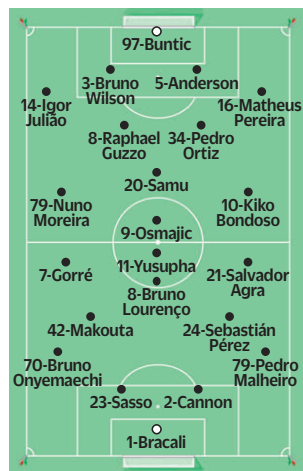 97-Buntic
3-Bruno
Wilson
5-Anderson
14-Igor
Julião
16-Matheus
Pereira
8-Raphael
Guzzo
34-Pedro
Ortiz
20-Samu
79-Nuno
Moreira
10-Kiko
Bondoso
9-Osmajic
11-Yusupha
7-Gorré
21-Salvador
Agra
8-Bruno
Lourenço
42-Makouta
24-Sebastián
Pérez
70-Bruno
Onyemaechi
79-Pedro
Malheiro
23-Sasso
2-Cannon
1-Bracali